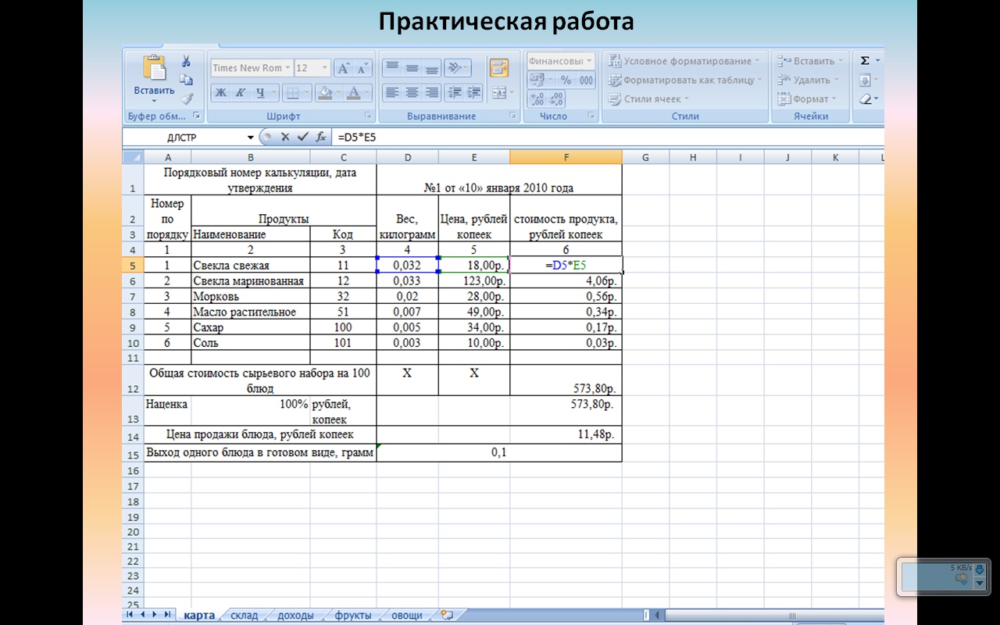 Практическая работа
Вставить
Буфер обм...
Times New Rom 12
Ж К Ч
A A
A
Шрифт
Выравнивание
Финансовы
% 000
,00 ,00
Число
Условное форматирование
Форматировать как таблицу
Стили ячеек
Стили
Вставить
Удалить
Формат
Ячейки
Σ
ДЛСТР fx =D5*E5
A B C D E F G H I J K L
1 Порядковый номер калькуляции, дата
утверждения №1 от «10» января 2010 года
Номер
2 по Продукты Вес, Цена, рублей стоимость продукта,
3 порядку Наименование Код килограмм копеек рублей копеек
4 1 2 3 4 5 6
5 1 Свекла свежая 11 0,032 18,00р. =D5*E5
6 2 Свекла маринованная 12 0,033 123,00р. 4,06р.
7 3 Морковь 32 0,02 28,00р. 0,56р.
8 4 Масло растительное 51 0,007 49,00р. 0,34р.
9 5 Сахар 100 0,005 34,00р. 0,17р.
10 6 Соль 101 0,003 10,00р. 0,03р.
11
Общая стоимость сырьевого набора на 100 X X
12 блюд 573,80р.
Наценка 100% рублей, 573,80р.
13 копеек
14 Цена продажи блюда, рублей копеек 11,48р.
15 Выход одного блюда в готовом виде, грамм 0,1
16
17
18
19
20
21
22
23
24
25
карта склад доходы фрукты овощи
5 KB/s